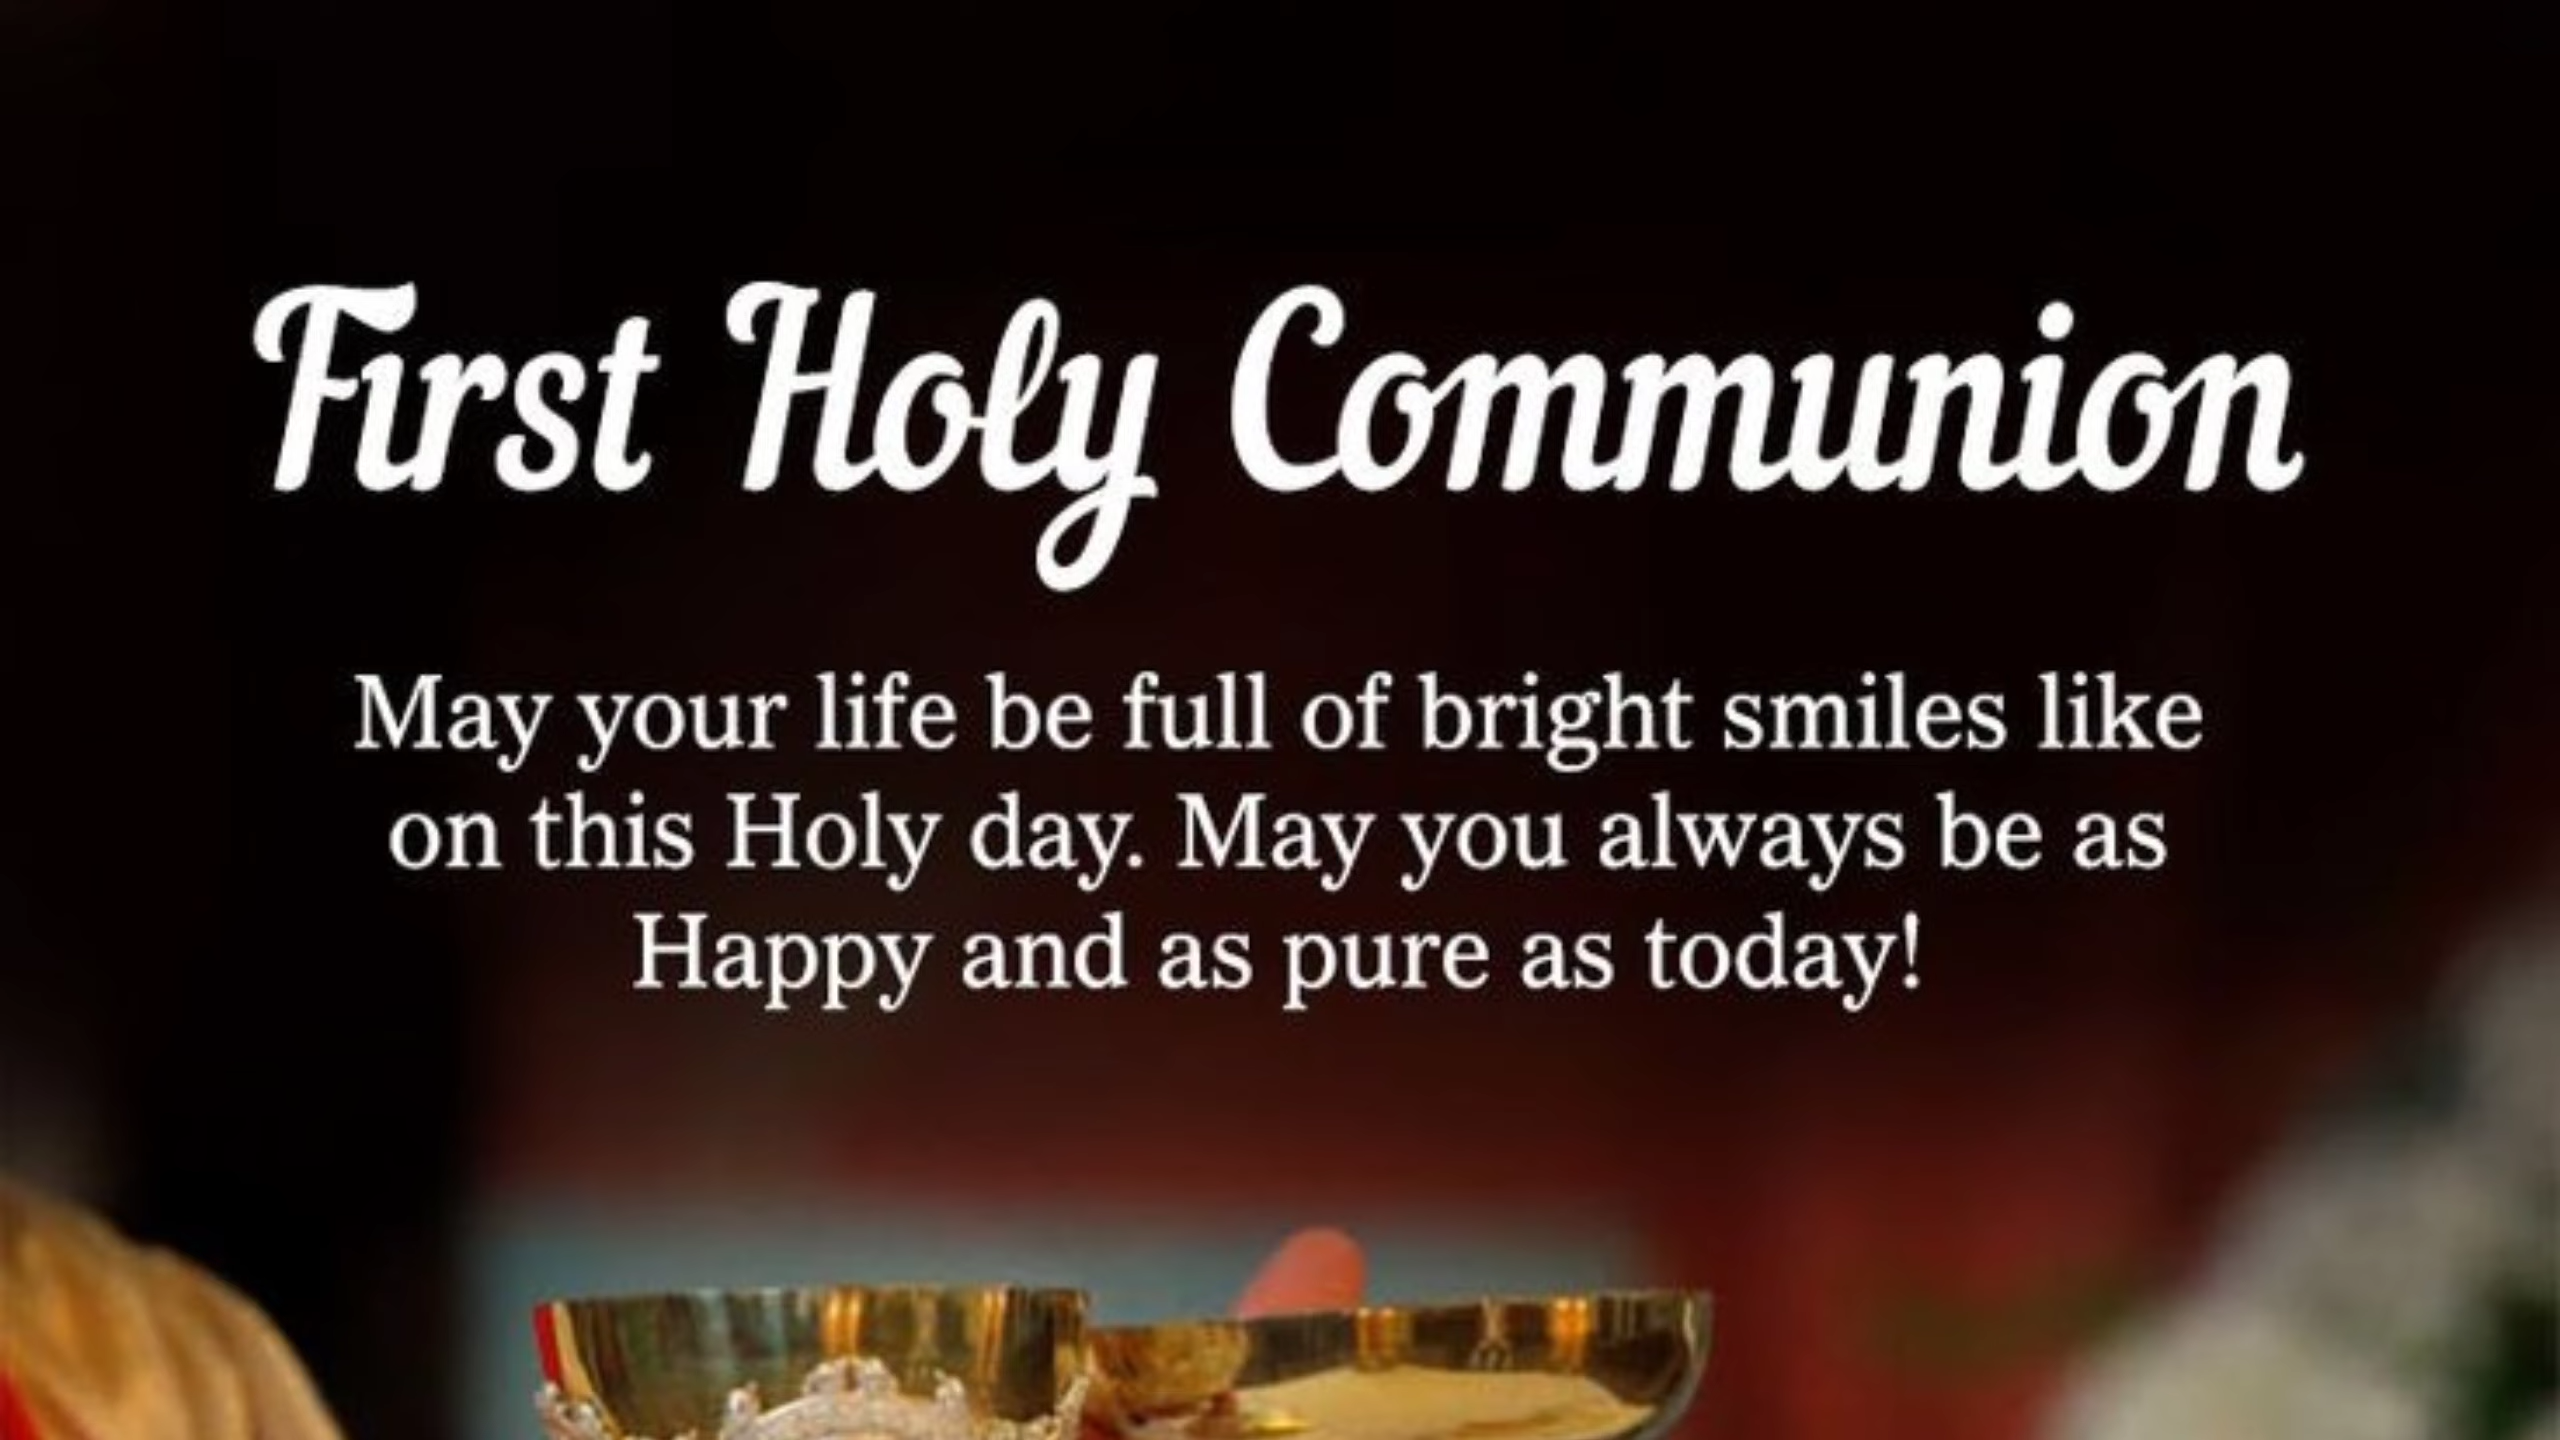 First Holy Communion
May your life be full of bright smiles like
on this Holy day. May you always be as
Happy and as pure as today!